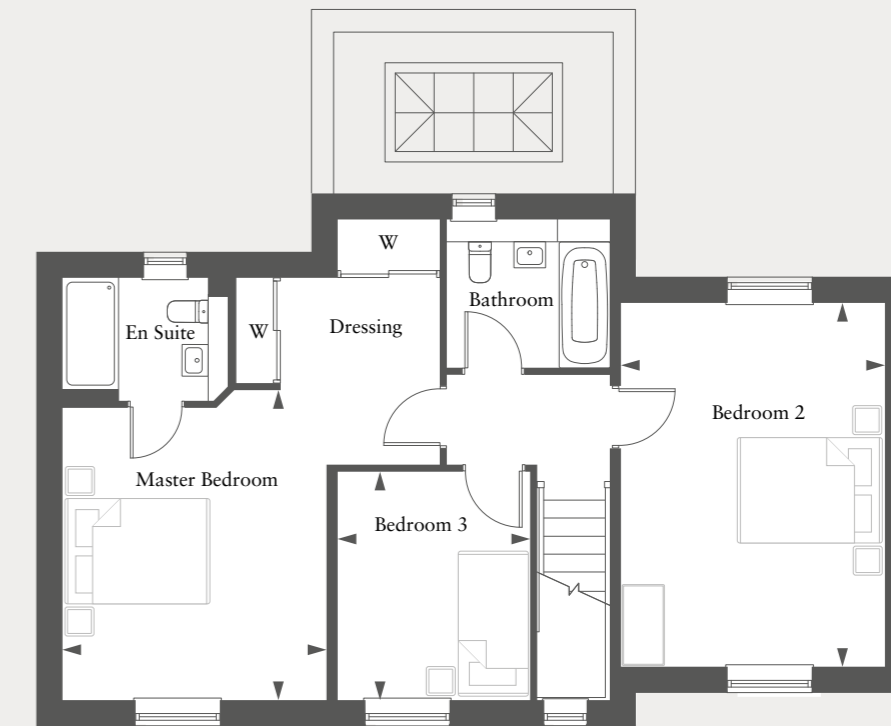 W
Bathroom
En Suite
W
Dressing
Bedroom 2
Master Bedroom
Bedroom 3